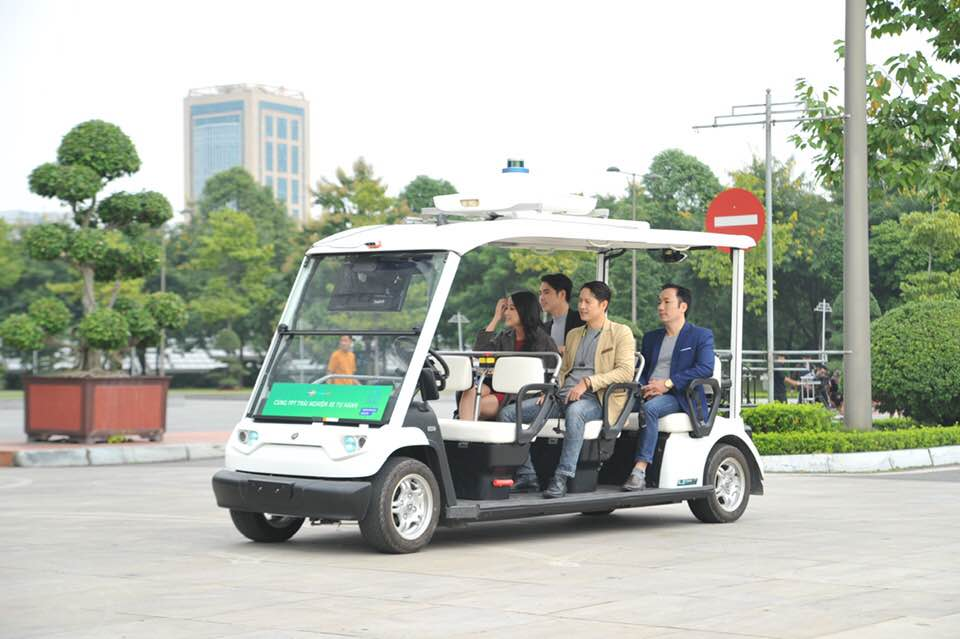 CÙNG FPT TRẢI NGHIỆM XE TỰ HÀNH